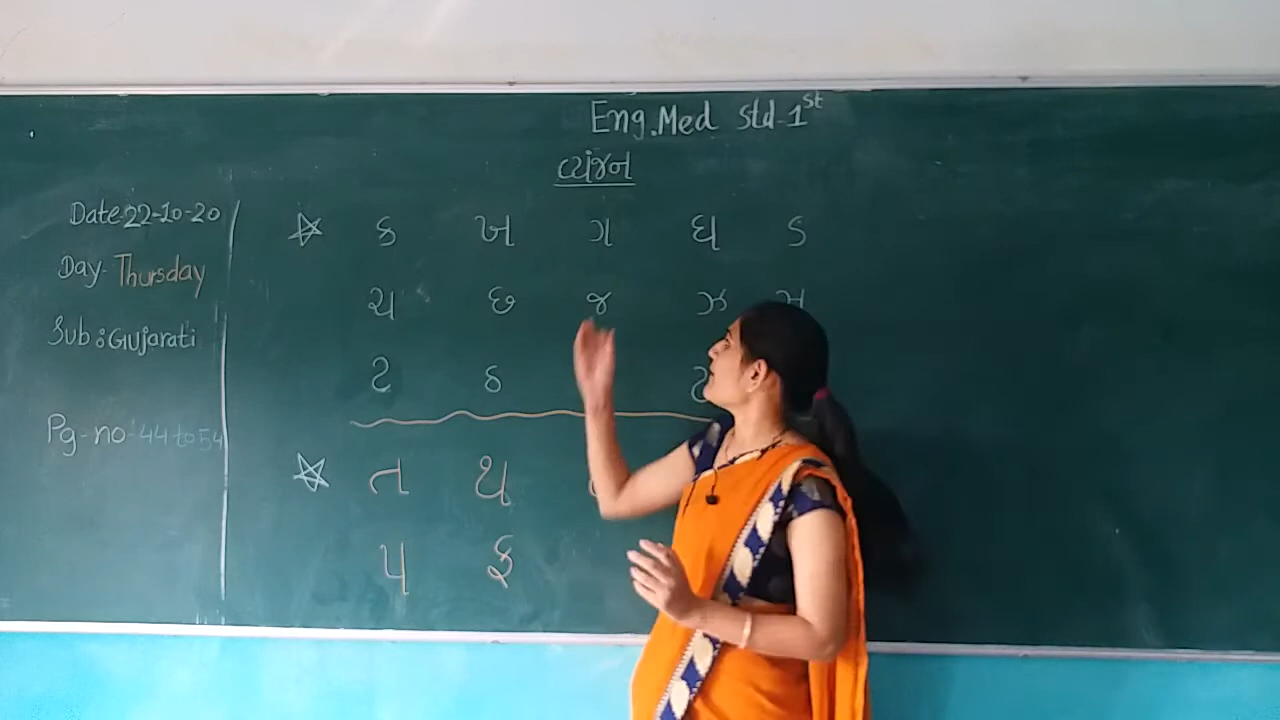 Eng.Med Std-1st
વ્યંજન
Date-22-10-20
Day-Thursday
Sub:Gujarati
Pg-no-44 to 54
ક ખ ગ ઘ ડ
ચ છ જ ઝ
ટ ઠ
ત થ
પ ફ